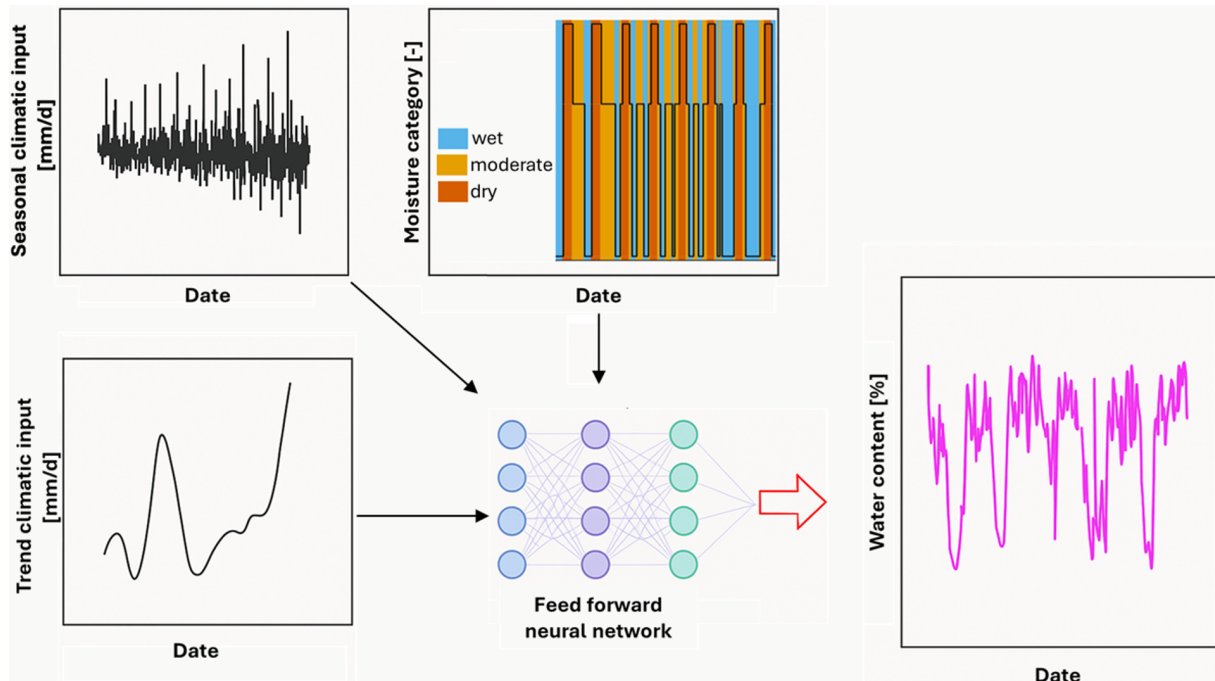 Seasonal climatic input
[mm/d]
Date
Moisture category [-]
wet
moderate
dry
Date
Trend climatic input
[mm/d]
Date
Feed forward
neural network
Water content [%]
Date